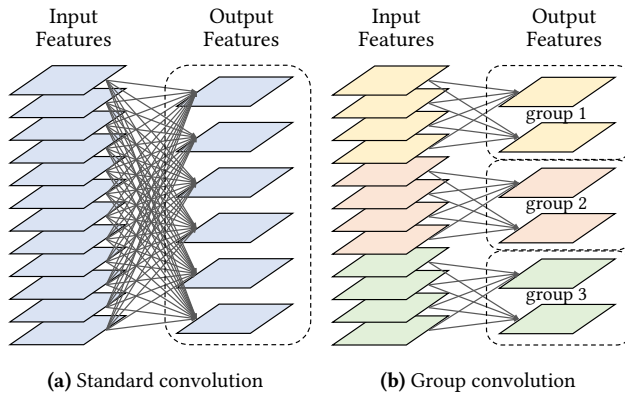 Input
Features
Output
Features
Input
Features
Output
Features
group 1
group 2
group 3
(a) Standard convolution
(b) Group convolution